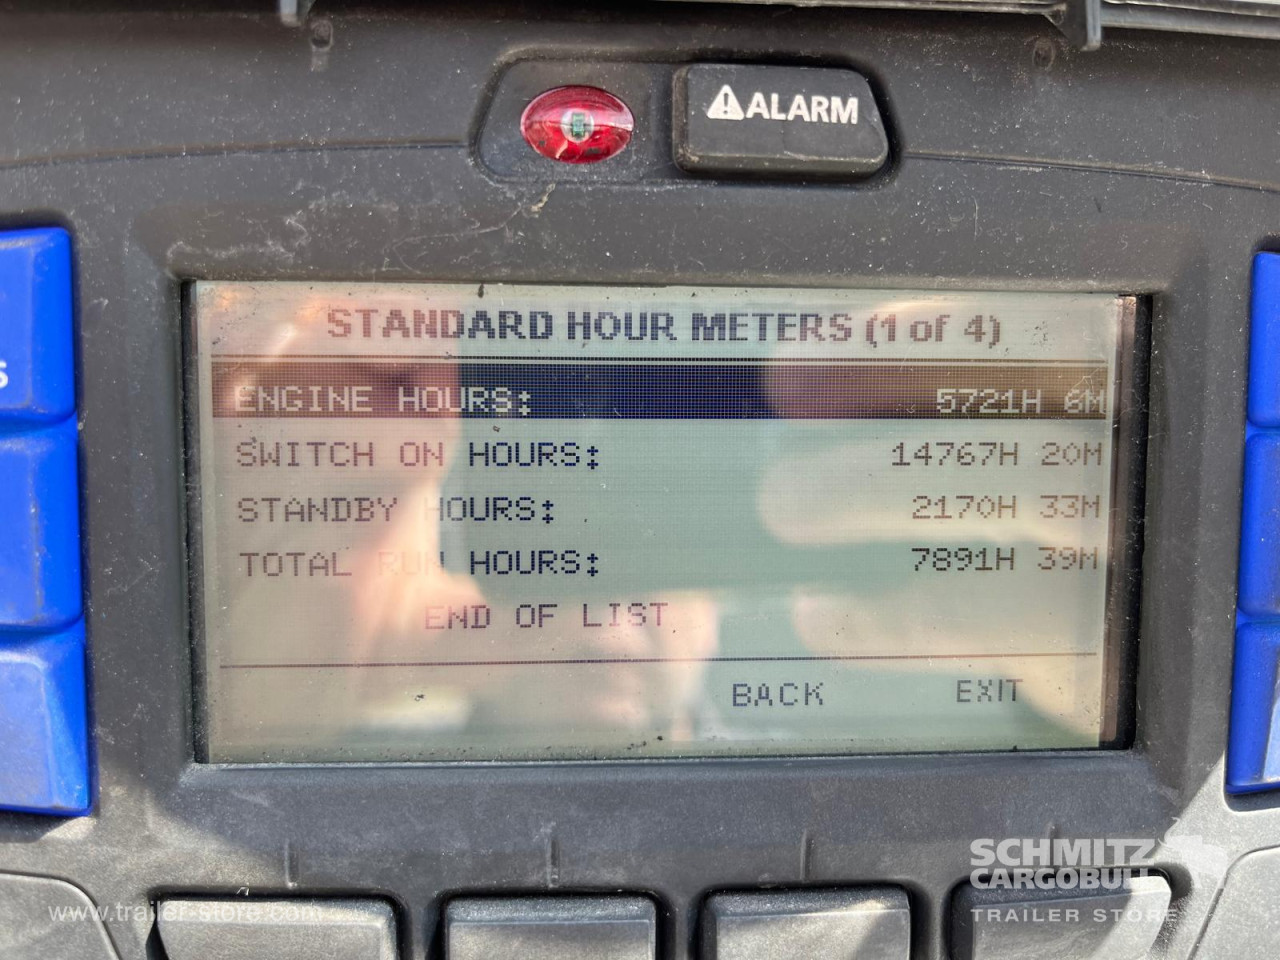 ALARM
S
STANDARD HOUR METERS (1 of 4)
ENGINE HOURS: 5721H 6M
SWITCH ON HOURS: 14767H 20M
STANDBY HOURS: 2170H 33M
TOTAL RUN HOURS: 7891H 39M
END OF LIST
BACK EXIT
SCHMITZ
CARGOBULL
TRAILER STORE
www.trailer-store.com